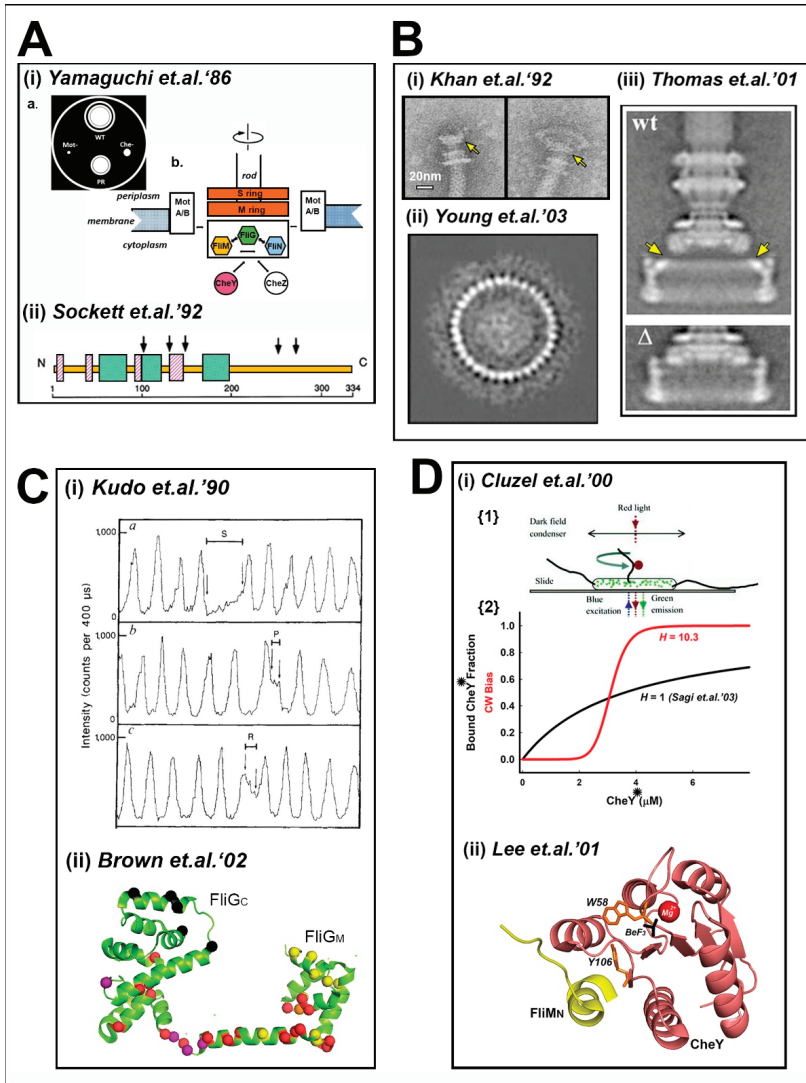 A
(i) Yamaguchi et.al.'86
a.
WT
Mot-
Che-
PR
b.
rod
periplasm
membrane
cytoplasm
Mot
A/B
S ring
M ring
Mot
A/B
FliM
FliG
FliN
CheY
CheZ
(ii) Sockett et.al.'92
N
C
1
100
200
300
334
B
(i) Khan et.al.'92
20nm
(ii) Young et.al.'03
(iii) Thomas et.al.'01
wt
Δ
C
(i) Kudo et.al.'90
Intensity (counts per 400 µs)
a
1,000
S
0
b
1,000
P
0
c
1,000
R
0
(ii) Brown et.al.'02
FliGC
FliGM
D
(i) Cluzel et.al.'00
{1}
Red light
Dark field
condenser
Slide
Blue
excitation
Green
emission
{2}
Bound CheY* Fraction
CW Bias
1.0
0.8
0.6
0.4
0.2
0.0
H = 10.3
H = 1 (Sagi et.al.'03)
0
2
4
6
CheY* (µM)
(ii) Lee et.al.'01
W58
Mg2+
BeF3
Y106
FliMN
CheY